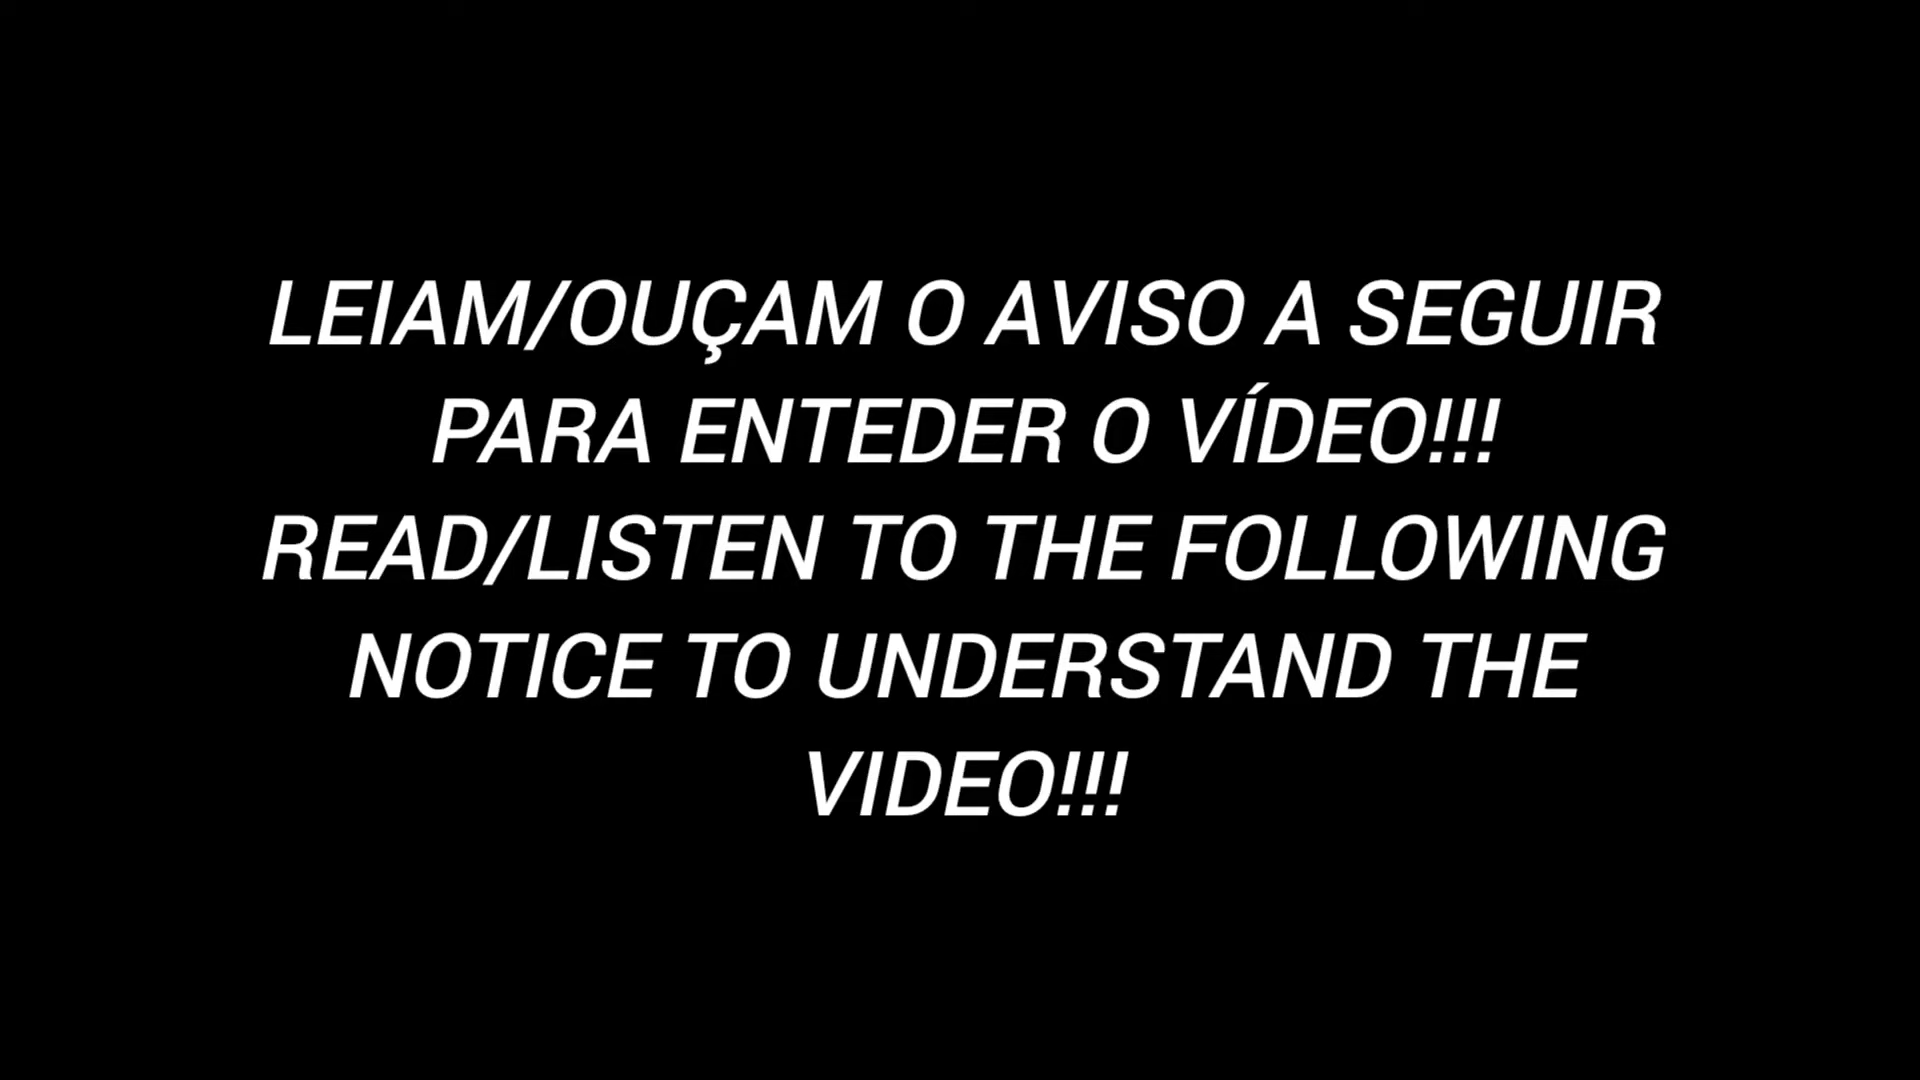 LEIAM/OUÇAM O AVISO A SEGUIR
PARA ENTEDER O VÍDEO!!!
READ/LISTEN TO THE FOLLOWING
NOTICE TO UNDERSTAND THE
VIDEO!!!